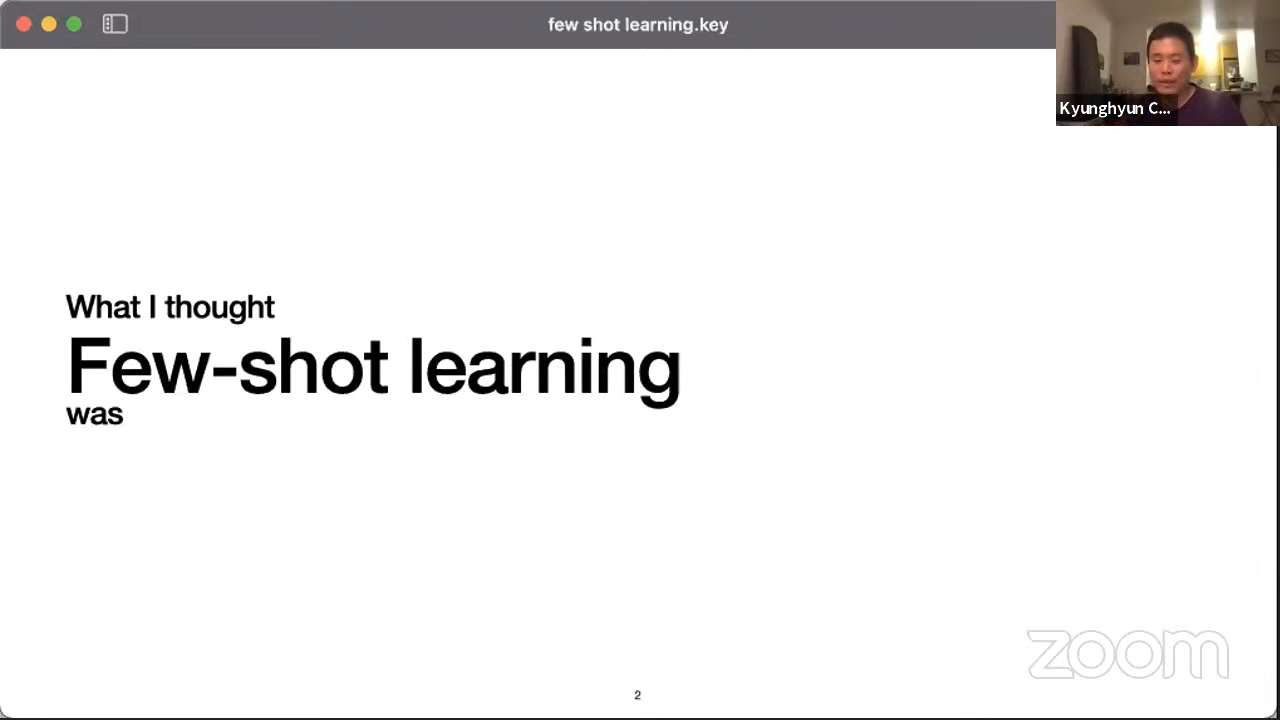 few shot learning.key
Kyunghyun C...
What I thought
Few-shot learning
was
zoom
2